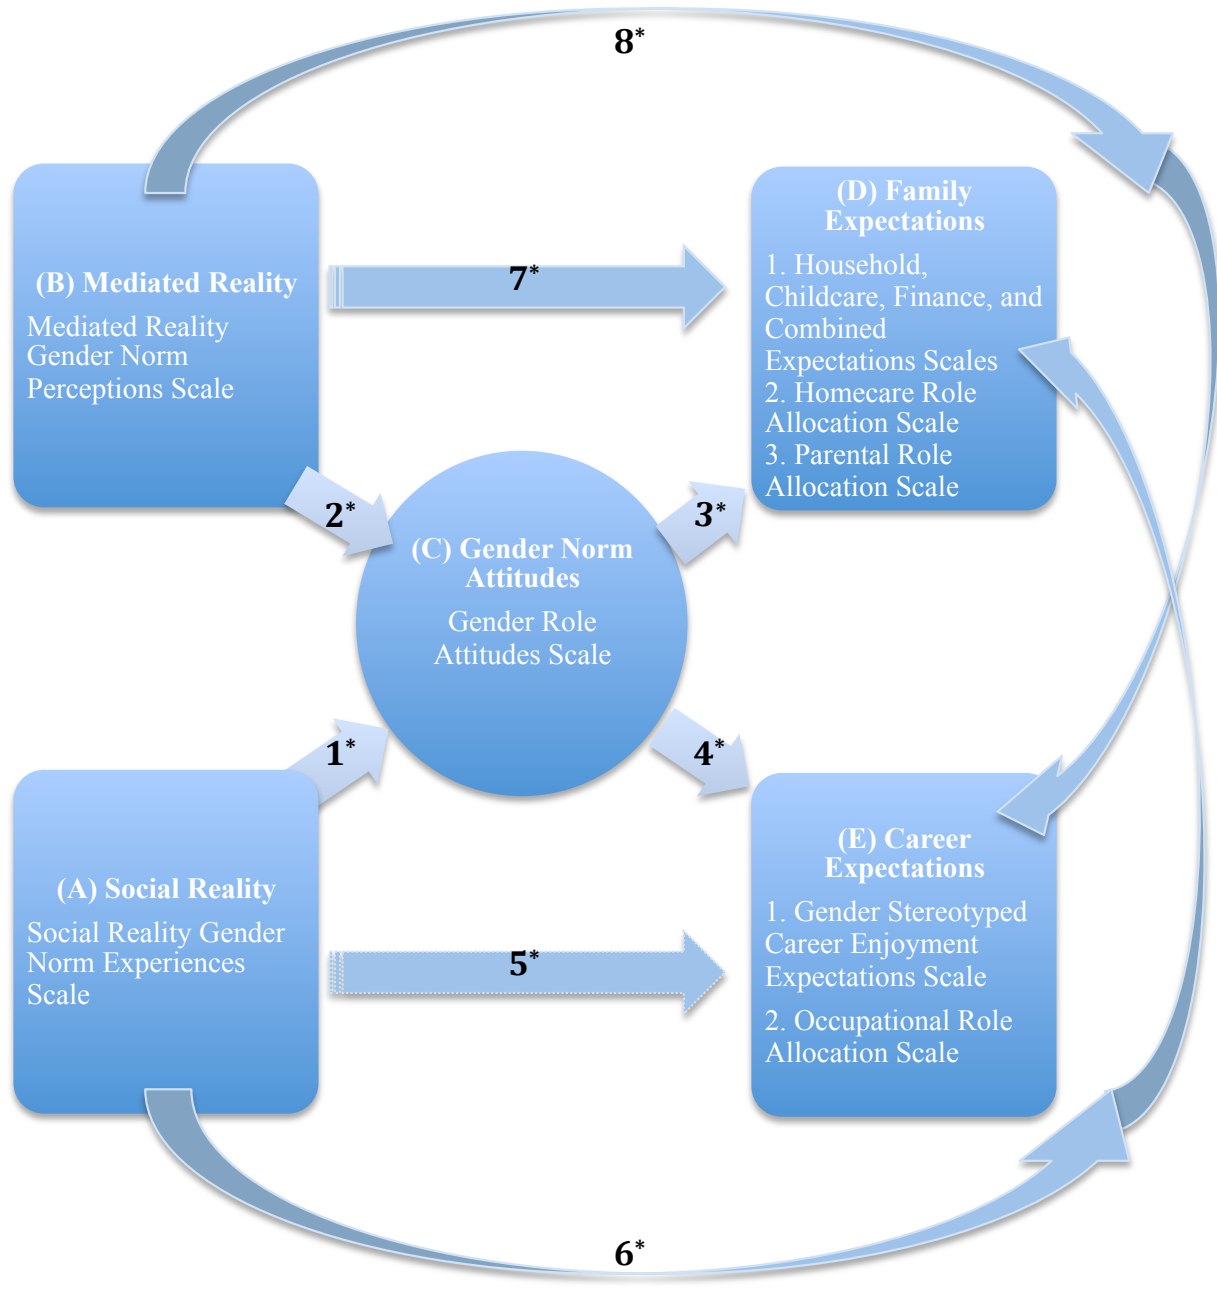 8*
(B) Mediated Reality
Mediated Reality
Gender Norm
Perceptions Scale
7*
(D) Family
Expectations
1. Household,
Childcare, Finance, and
Combined
Expectations Scales
2. Homecare Role
Allocation Scale
3. Parental Role
Allocation Scale
2*
3*
(C) Gender Norm
Attitudes
Gender Role
Attitudes Scale
1*
4*
(A) Social Reality
Social Reality Gender
Norm Experiences
Scale
5*
(E) Career
Expectations
1. Gender Stereotyped
Career Enjoyment
Expectations Scale
2. Occupational Role
Allocation Scale
6*